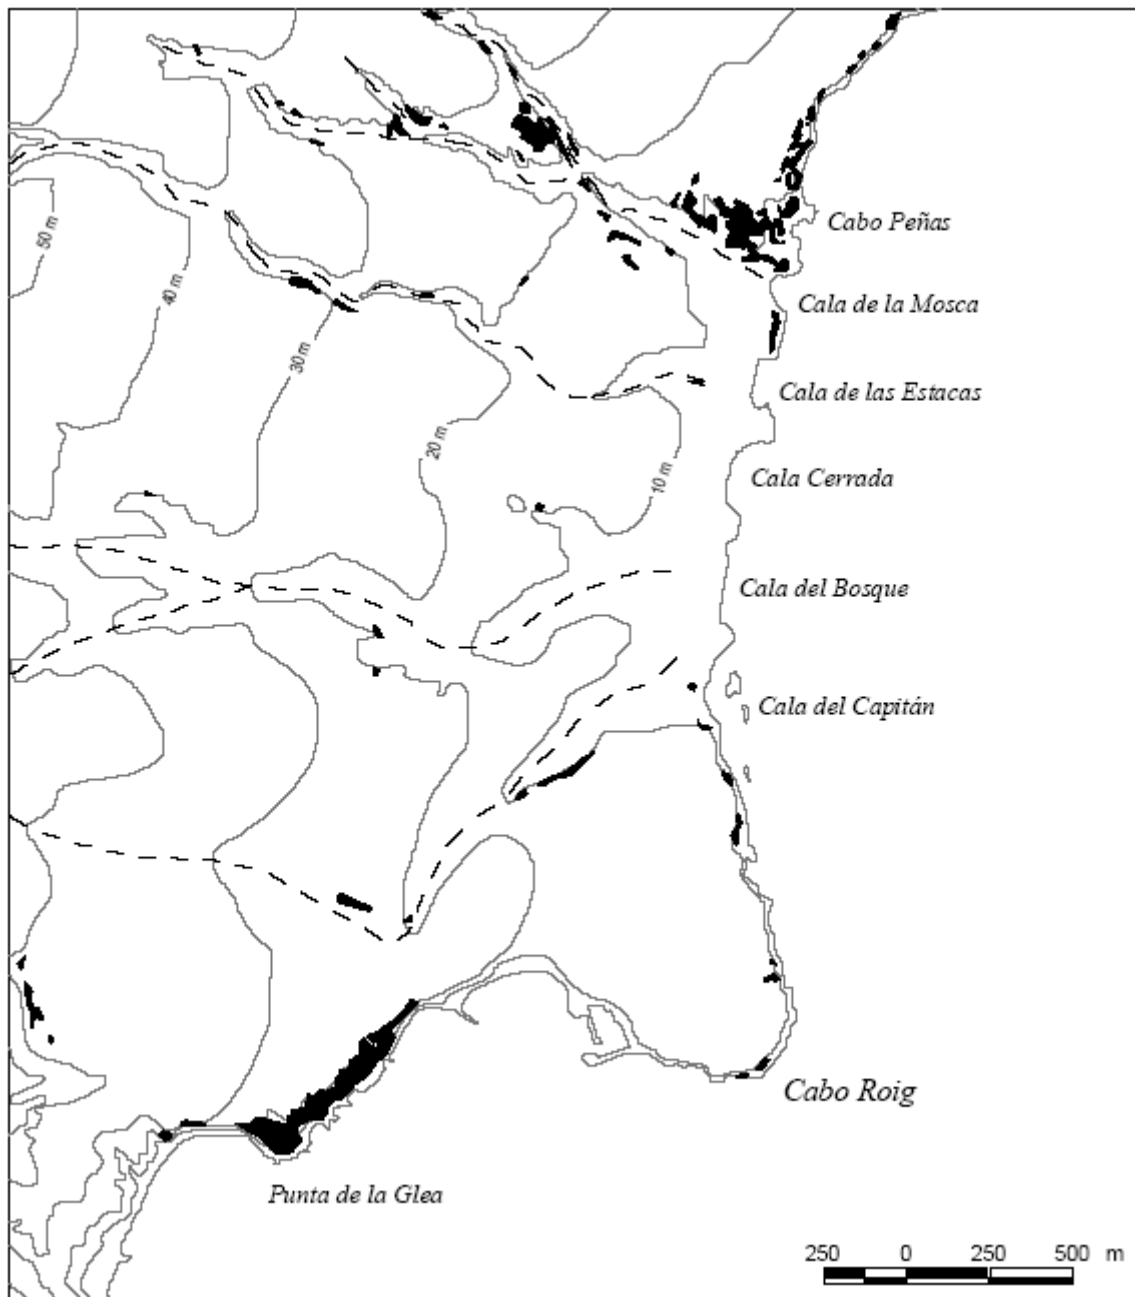 Cabo Peñas
50 m
40 m
Cala de la Mosca
30 m
Cala de las Estacas
20 m
10 m
Cala Cerrada
Cala del Bosque
Cala del Capitán
Cabo Roig
Punta de la Glea
250 0 250 500 m